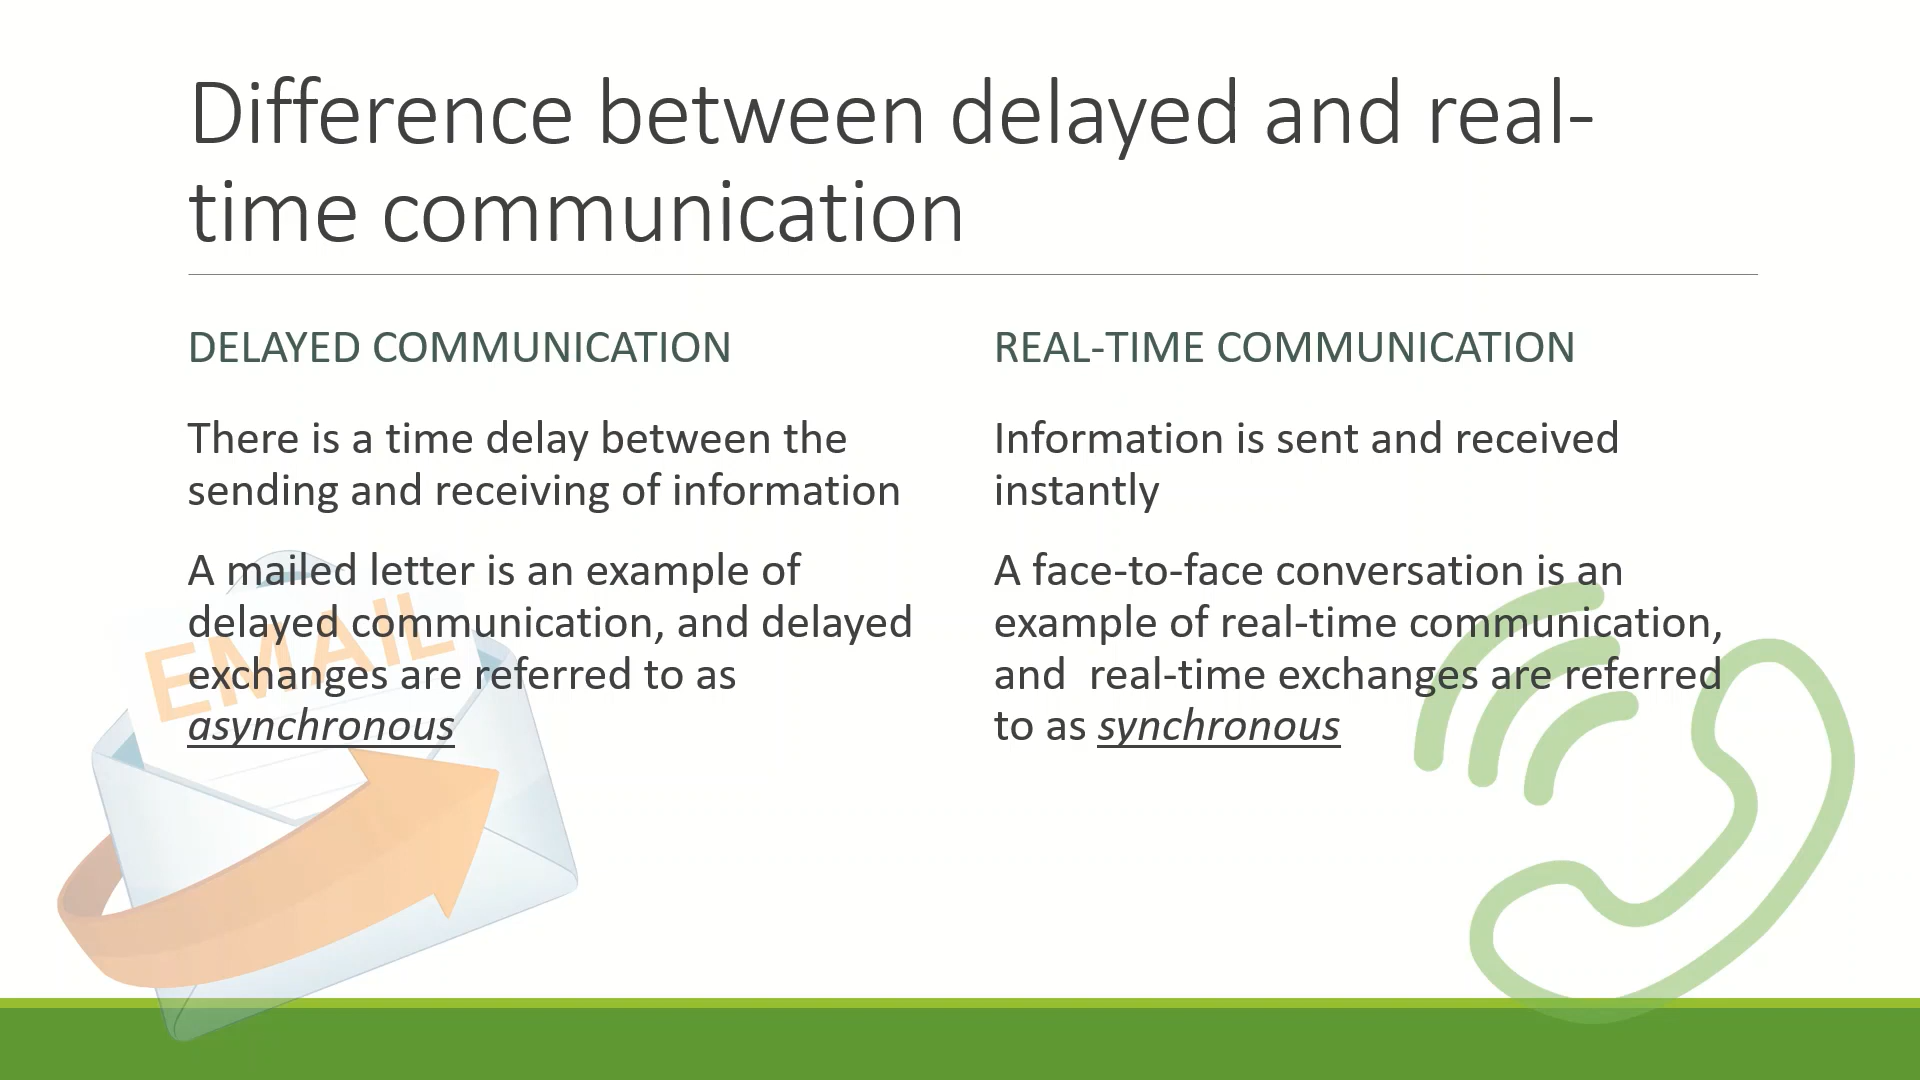 Difference between delayed and real-
time communication
DELAYED COMMUNICATION
There is a time delay between the
sending and receiving of information
A mailed letter is an example of
delayed communication, and delayed
exchanges are referred to as
asynchronous
EMAIL
REAL-TIME COMMUNICATION
Information is sent and received
instantly
A face-to-face conversation is an
example of real-time communication,
and  real-time exchanges are referred
to as synchronous